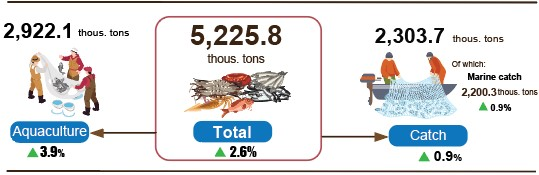 2,922.1 thous. tons
Aquaculture
▲3.9%
5,225.8
thous. tons
Total
▲ 2.6%
2,303.7 thous. tons
Of which:
Marine catch
2,200.3 thous. tons
▲ 0.9%
Catch
▲ 0.9%